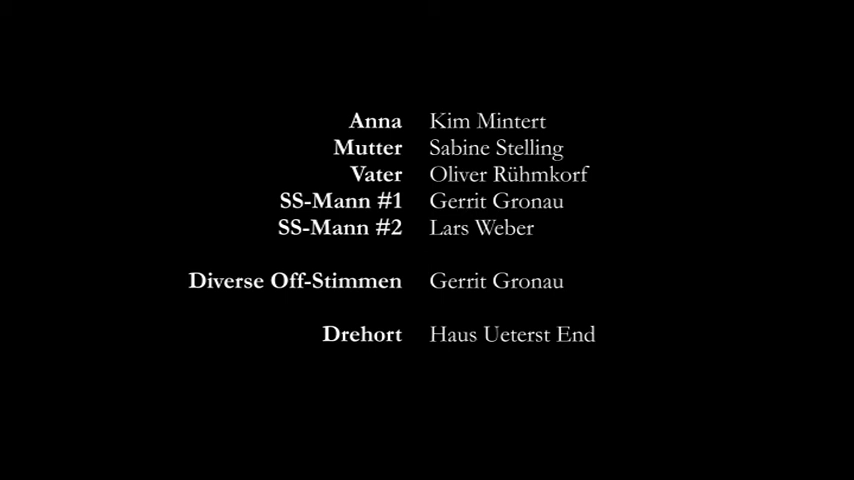 Anna Kim Mintert
Mutter Sabine Stelling
Vater Oliver Rühmkorf
SS-Mann #1 Gerrit Gronau
SS-Mann #2 Lars Weber
Diverse Off-Stimmen Gerrit Gronau
Drehort Haus Ueterst End